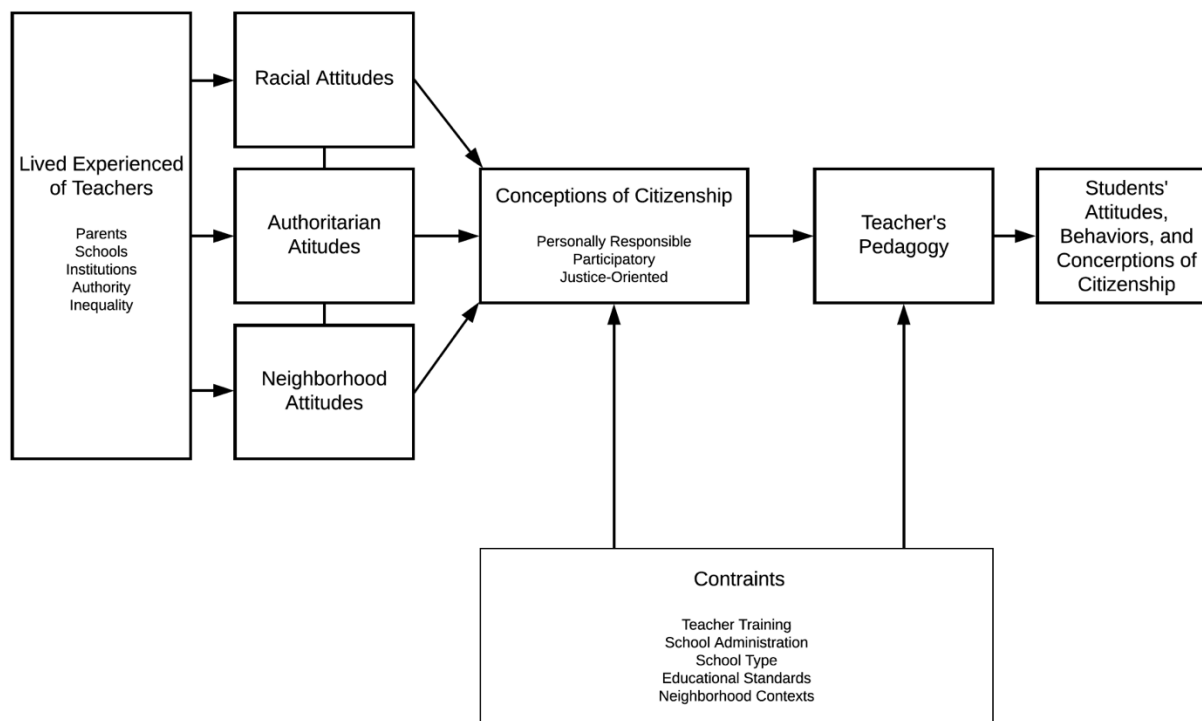 Lived Experienced
of Teachers
Parents
Schools
Institutions
Authority
Inequality
Racial Attitudes
Authoritarian
Atitudes
Neighborhood
Attitudes
Conceptions of Citizenship
Personally Responsible
Participatory
Justice-Oriented
Teacher's
Pedagogy
Students'
Attitudes,
Behaviors, and
Concerptions of
Citizenship
Contraints
Teacher Training
School Administration
School Type
Educational Standards
Neighborhood Contexts